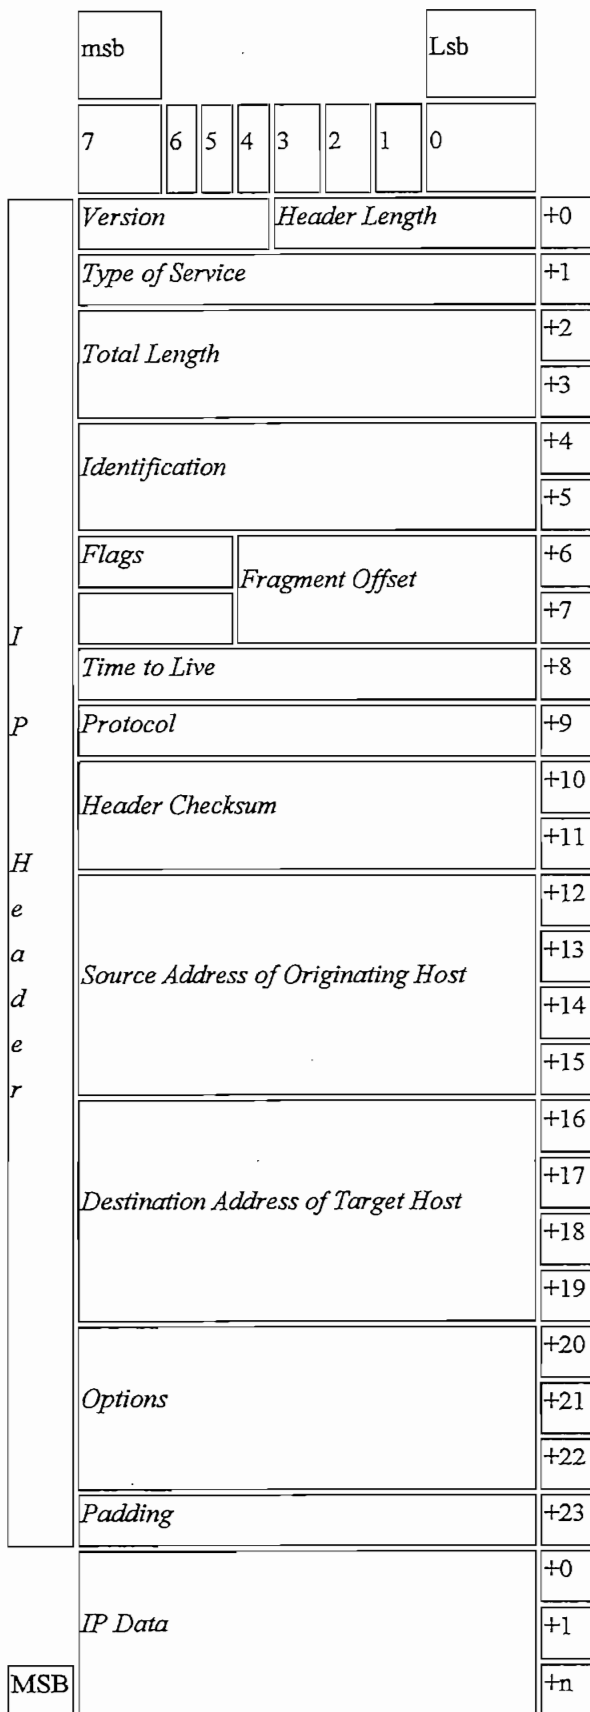 msb Lsb
7 6 5 4 3 2 1 0
Version Header Length +0
Type of Service +1
Total Length +2
+3
Identification +4
+5
Flags Fragment Offset +6
+7
Time to Live +8
Protocol +9
Header Checksum +10
+11
Source Address of Originating Host +12
+13
+14
+15
Destination Address of Target Host +16
+17
+18
+19
Options +20
+21
+22
Padding +23
I
P
H
e
a
d
e
r
IP Data +0
+1
MSB +n